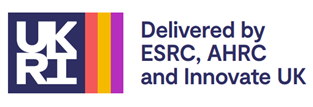 UK
RI
Delivered by
ESRC, AHRC
and Innovate UK